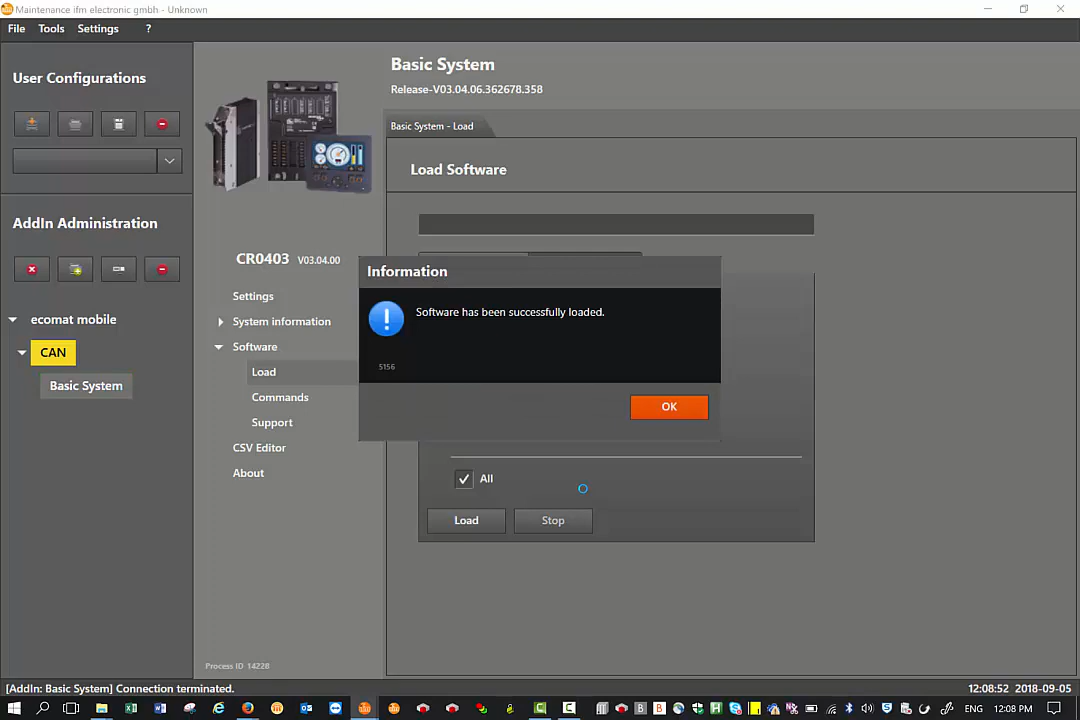 Maintenance ifm electronic gmbh - Unknown
File Tools Settings ?
User Configurations
AddIn Administration
ecomat mobile
CAN
Basic System
CR0403 V03.04.00
Settings
System information
Software
Load
Commands
Support
CSV Editor
About
Process ID 14228
Basic System
Release-V03.04.06.362678.358
Basic System - Load
Load Software
Information
Software has been successfully loaded.
5156
OK
All
Load Stop
[AddIn: Basic System] Connection terminated.
12:08:52 2018-09-05
ENG 12:08 PM